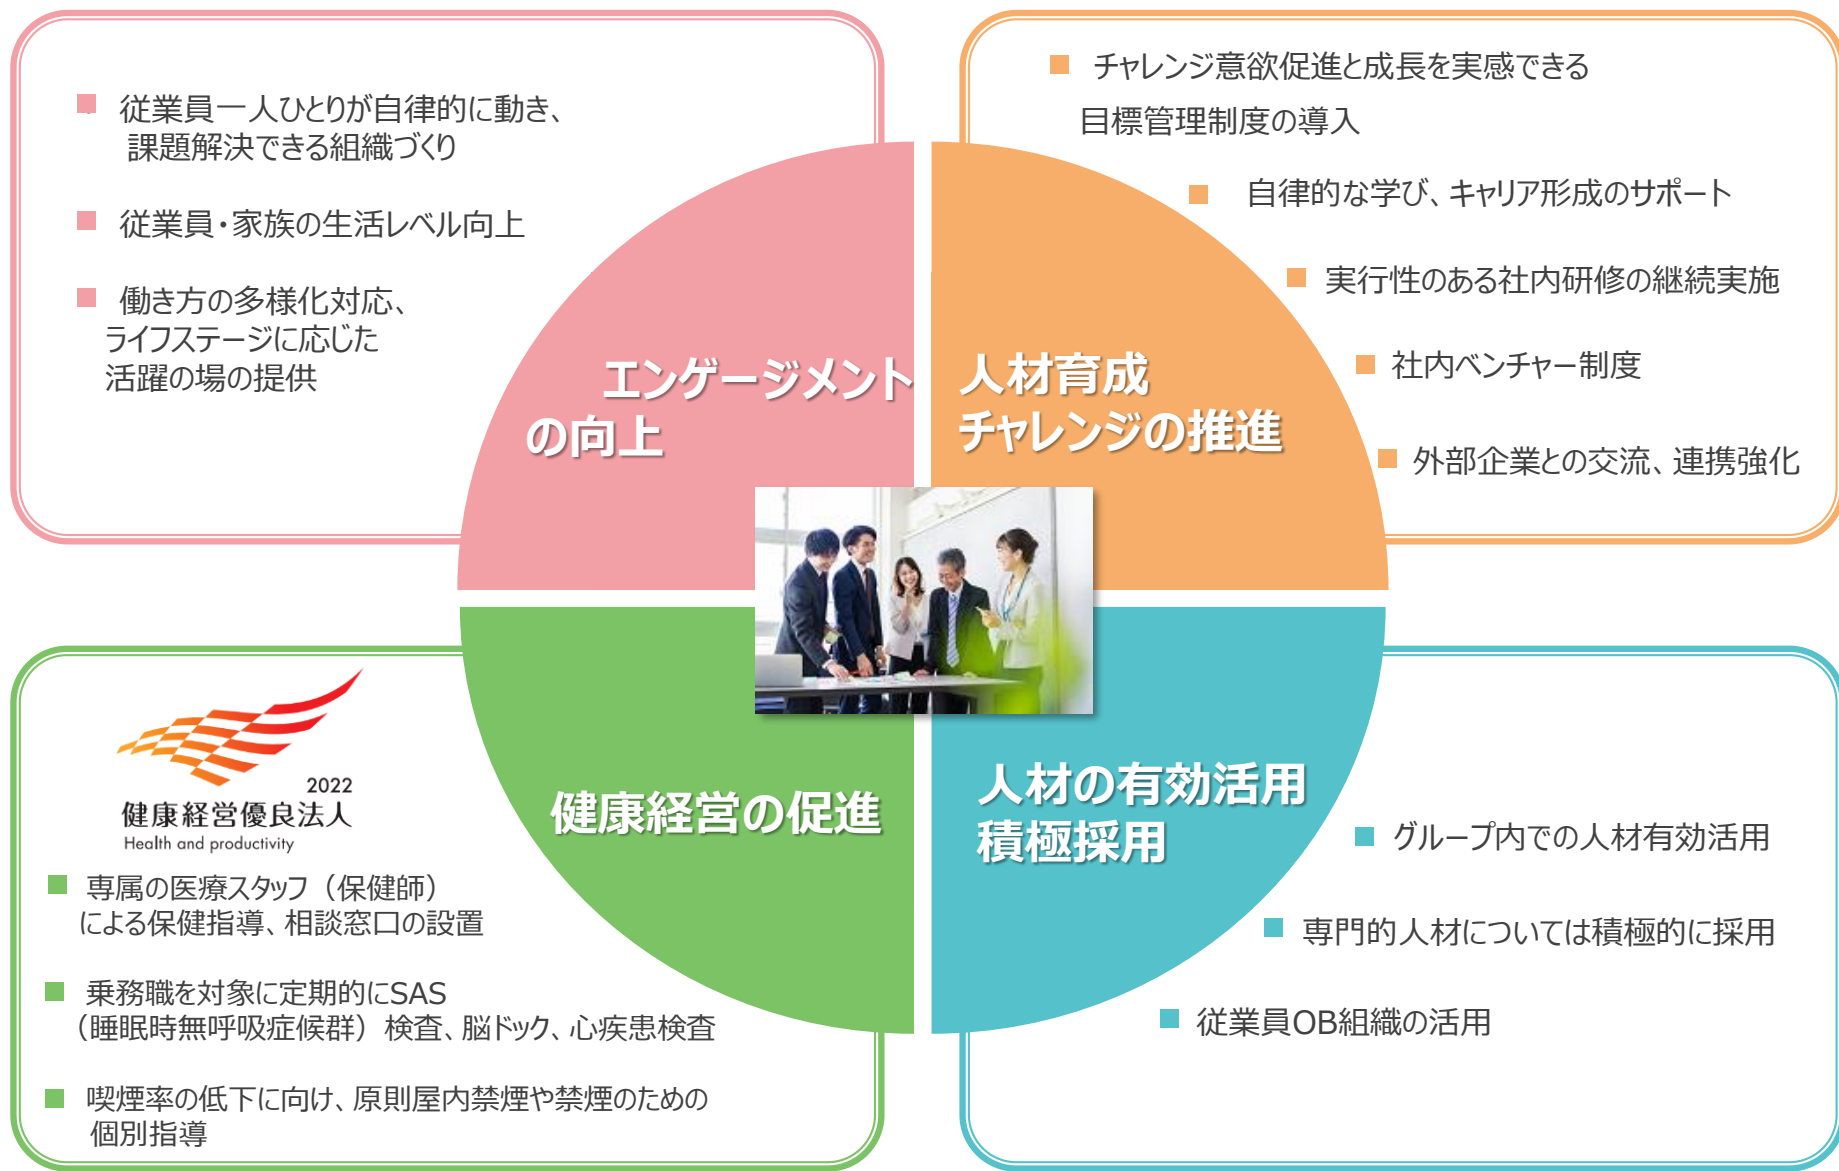 従業員一人ひとりが自律的に動き、
課題解決できる組織づくり
従業員・家族の生活レベル向上
働き方の多様化対応、
ライフステージに応じた
活躍の場の提供
エンゲージメント
の向上
チャレンジ意欲促進と成長を実感できる
目標管理制度の導入
自律的な学び、キャリア形成のサポート
実行性のある社内研修の継続実施
社内ベンチャー制度
外部企業との交流、連携強化
人材育成
チャレンジの推進
2022
健康経営優良法人
Health and productivity
専属の医療スタッフ（保健師）
による保健指導、相談窓口の設置
乗務職を対象に定期的にSAS
（睡眠時無呼吸症候群）検査、脳ドック、心疾患検査
喫煙率の低下に向け、原則屋内禁煙や禁煙のための
個別指導
健康経営の促進
人材の有効活用
積極採用
グループ内での人材有効活用
専門的人材については積極的に採用
従業員OB組織の活用